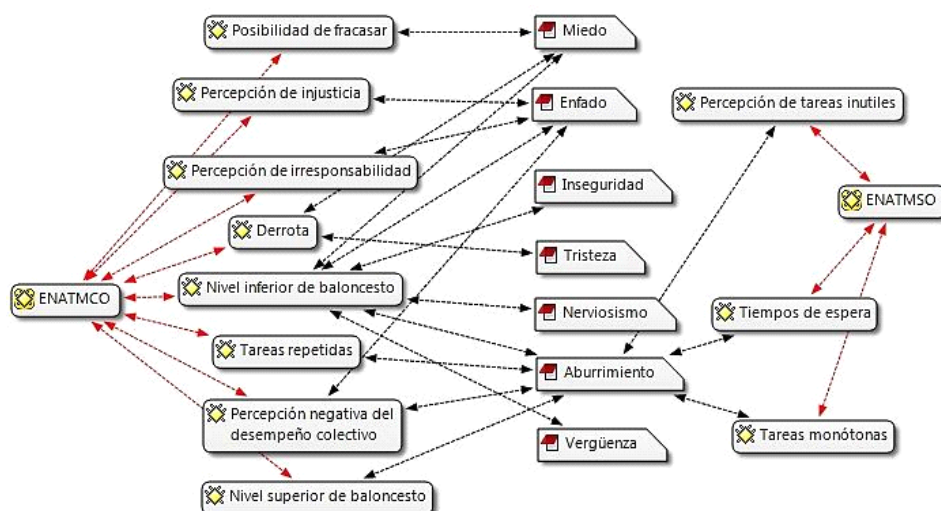 Posibilidad de fracasar
Miedo
Percepción de injusticia
Enfado
Percepción de tareas inutiles
Percepción de irresponsabilidad
Inseguridad
ENATMSO
Derrota
Tristeza
Nivel inferior de baloncesto
ENATMCO
Nerviosismo
Tiempos de espera
Tareas repetidas
Aburrimiento
Percepción negativa del
desempeño colectivo
Tareas monótonas
Vergüenza
Nivel superior de baloncesto